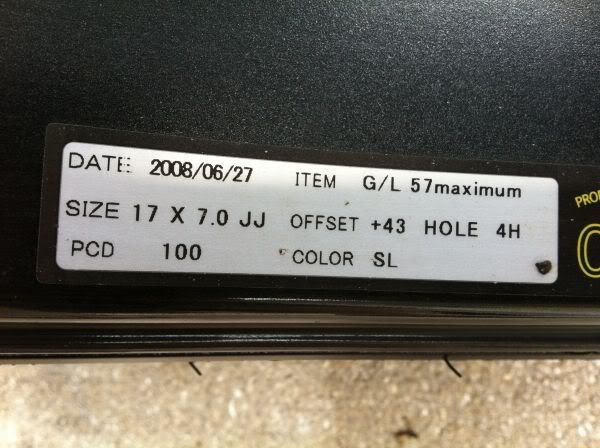 DATE 2008/06/27 ITEM G/L 57maximum
SIZE 17 X 7.0 JJ OFFSET +43 HOLE 4H
PCD 100 COLOR SL